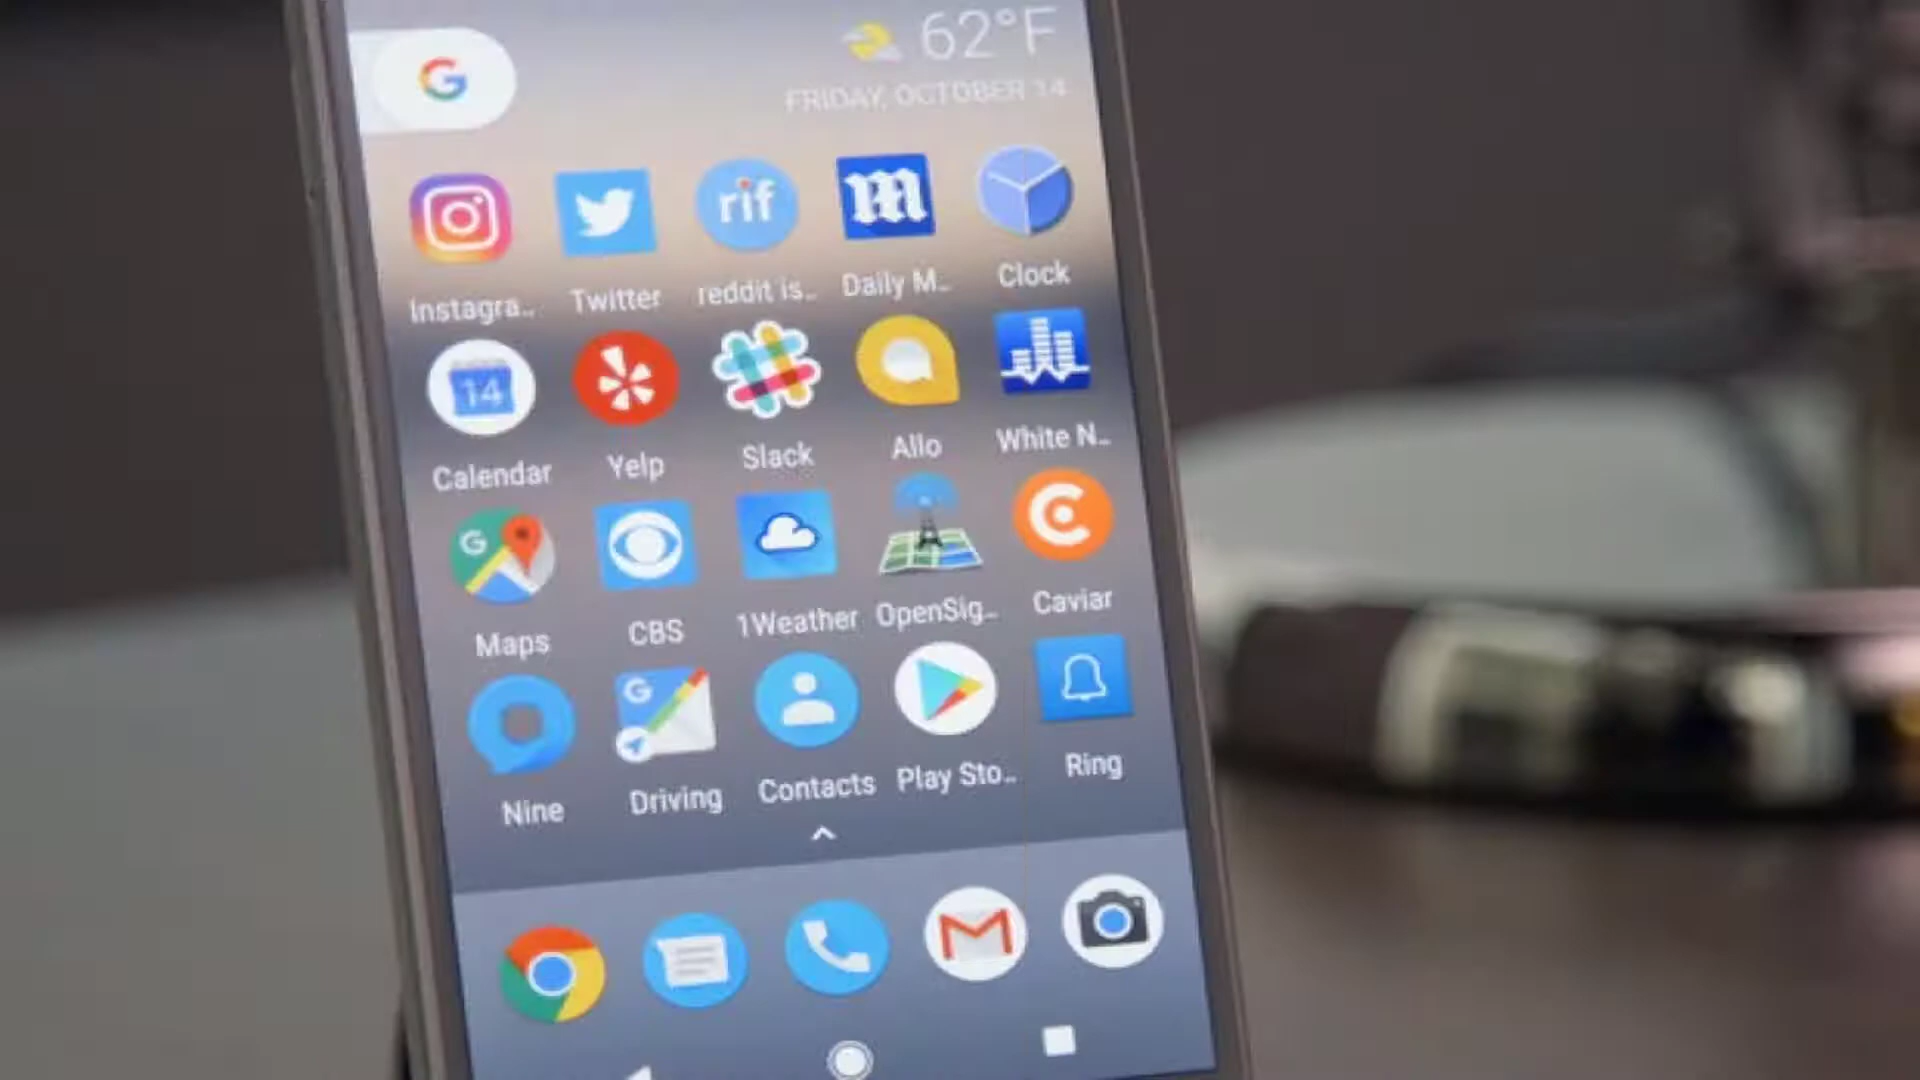 G
62°F
FRIDAY, OCTOBER 14
rif
m
Instagra..
Twitter
reddit is..
Daily M..
Clock
14
Calendar
Yelp
Slack
Allo
White N..
G
C
Maps
CBS
1Weather
OpenSig..
Caviar
G
Nine
Driving
Contacts
Play Sto..
Ring
M